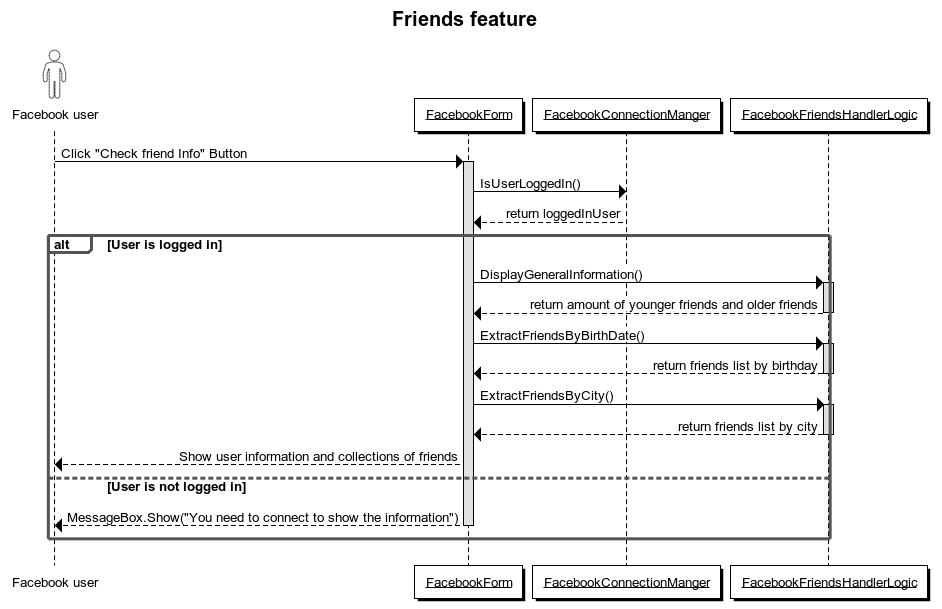 Friends feature
Facebook user
FacebookForm
FacebookConnectionManger
FacebookFriendsHandlerLogic
Click "Check friend Info" Button
IsUserLoggedIn()
return loggedInUser
alt [User is logged in]
DisplayGeneralInformation()
return amount of younger friends and older friends
ExtractFriendsByBirthDate()
return friends list by birthday
ExtractFriendsByCity()
return friends list by city
Show user information and collections of friends
[User is not logged in]
MessageBox.Show("You need to connect to show the information")
Facebook user
FacebookForm
FacebookConnectionManger
FacebookFriendsHandlerLogic